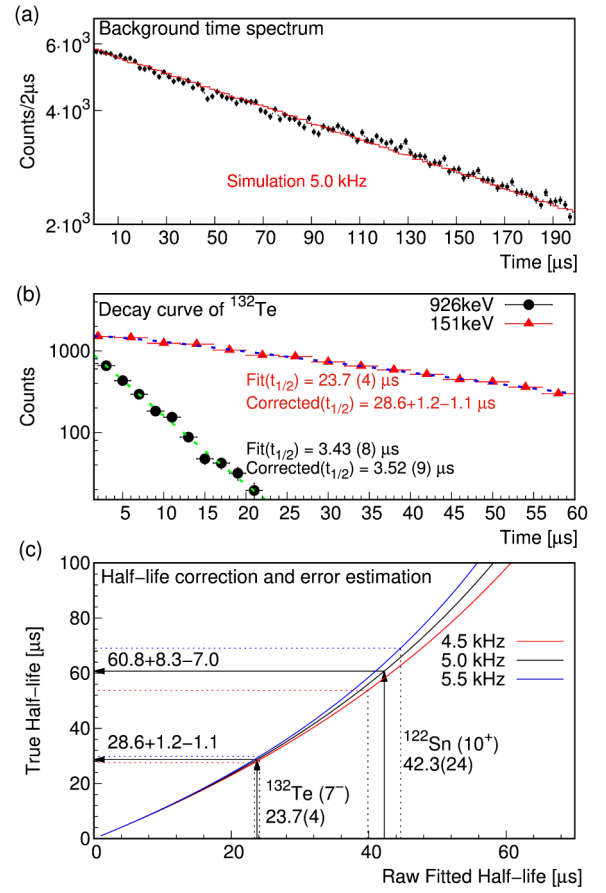 (a)
Background time spectrum
6·10³
4·10³
2·10³
Counts/2μs
Simulation 5.0 kHz
10 30 50 70 90 110 130 150 170 190
Time [μs]
(b)
Decay curve of ¹³²Te
926keV
151keV
1000
100
Counts
Fit(t₁/₂) = 23.7 (4) μs
Corrected(t₁/₂) = 28.6+1.2−1.1 μs
Fit(t₁/₂) = 3.43 (8) μs
Corrected(t₁/₂) = 3.52 (9) μs
5 10 15 20 25 30 35 40 45 50 55 60
Time [μs]
(c)
Half−life correction and error estimation
100
80
60
40
20
0
True Half−life [μs]
4.5 kHz
5.0 kHz
5.5 kHz
60.8+8.3−7.0
28.6+1.2−1.1
¹²²Sn (10⁺)
42.3(24)
¹³²Te (7⁻)
23.7(4)
0 20 40 60
Raw Fitted Half−life [μs]